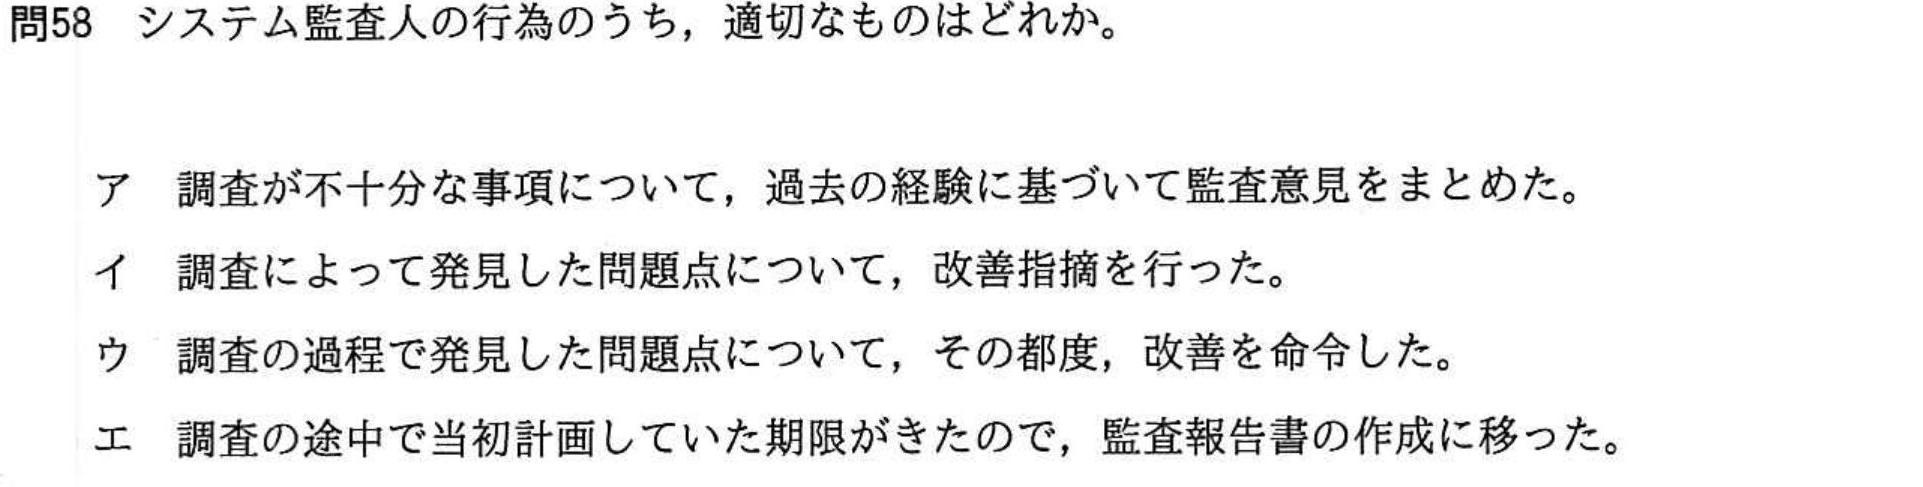 問58 システム監査人の行為のうち，適切なものはどれか。
ア 調査が不十分な事項について，過去の経験に基づいて監査意見をまとめた。
イ 調査によって発見した問題点について，改善指摘を行った。
ウ 調査の過程で発見した問題点について，その都度，改善を命令した。
エ 調査の途中で当初計画していた期限がきたので，監査報告書の作成に移った。